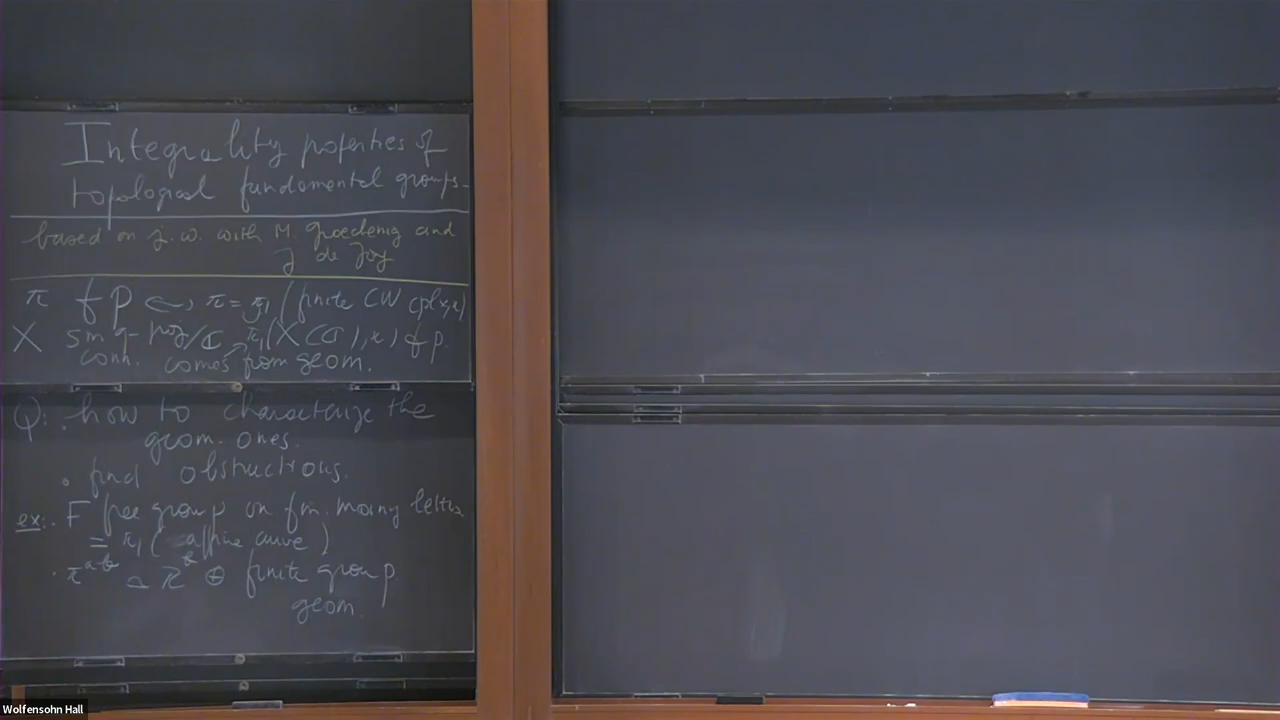 Integrality properties of
topological fundamental groups.
based on j.w. with M. Groechenig and
J de Jong
π f p ⟷ π = π₁(finite CW cplx, x)
X sm q-proj/ℂ, π₁(X(ℂ), x) f p.
conn. comes from geom.
Q: . how to characterize the
geom. ones.
. find obstructions.
ex: . F free group on fin. many letters
= π₁( affine curve )
. π^ab ≃ ℤ^b ⊕ finite group
geom.
Wolfensohn Hall